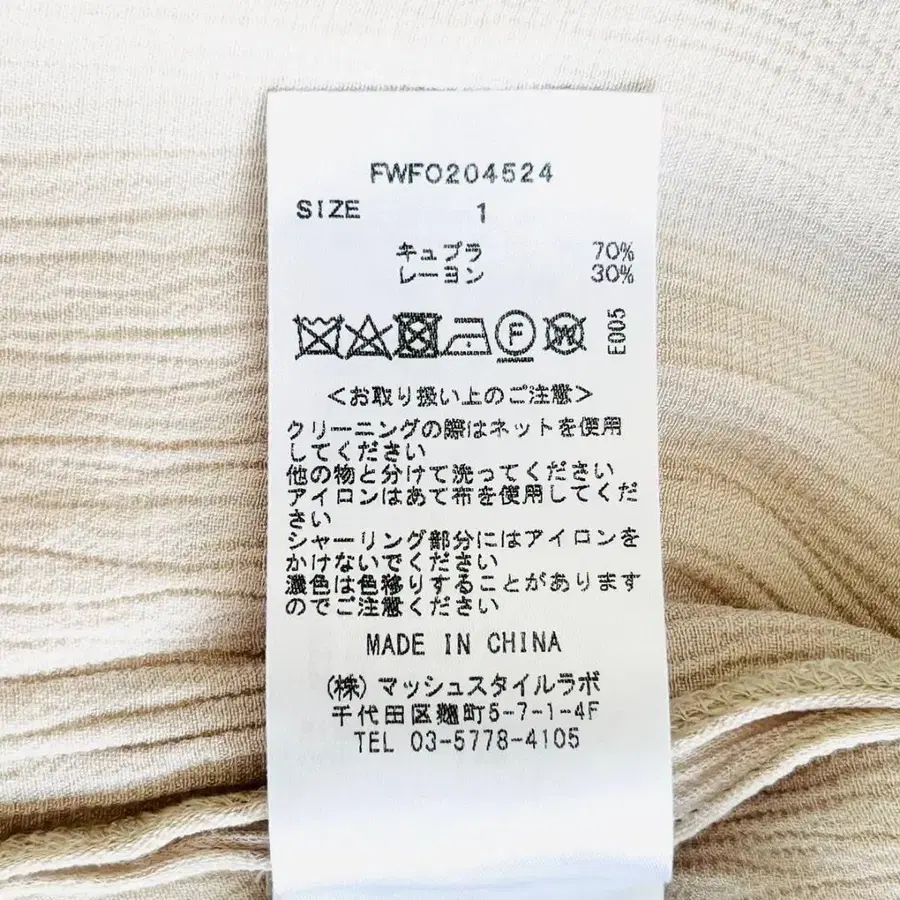 FWFO204524
SIZE 1
キュプラ 70%
レーヨン 30%
F W E005
<お取り扱い上のご注意>
クリーニングの際はネットを使用
してください
他の物と分けて洗ってください
アイロンはあて布を使用してくだ
さい
シャーリング部分にはアイロンを
かけないでください
濃色は色移りすることがあります
のでご注意ください
MADE IN CHINA
(株)マッシュスタイルラボ
千代田区麹町5-7-1-4F
TEL 03-5778-4105